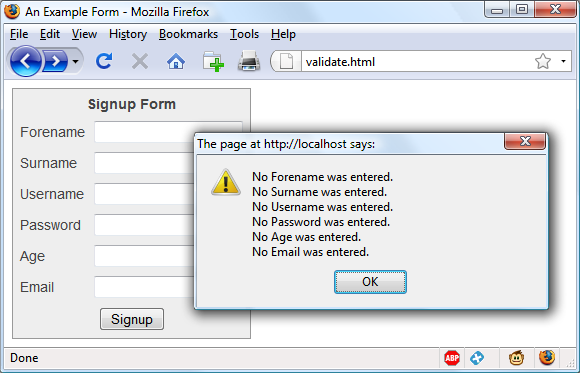 An Example Form - Mozilla Firefox
File Edit View History Bookmarks Tools Help
validate.html
Signup Form
Forename
Surname
Username
Password
Age
Email
Signup
The page at http://localhost says:
No Forename was entered.
No Surname was entered.
No Username was entered.
No Password was entered.
No Age was entered.
No Email was entered.
OK
Done
ABP